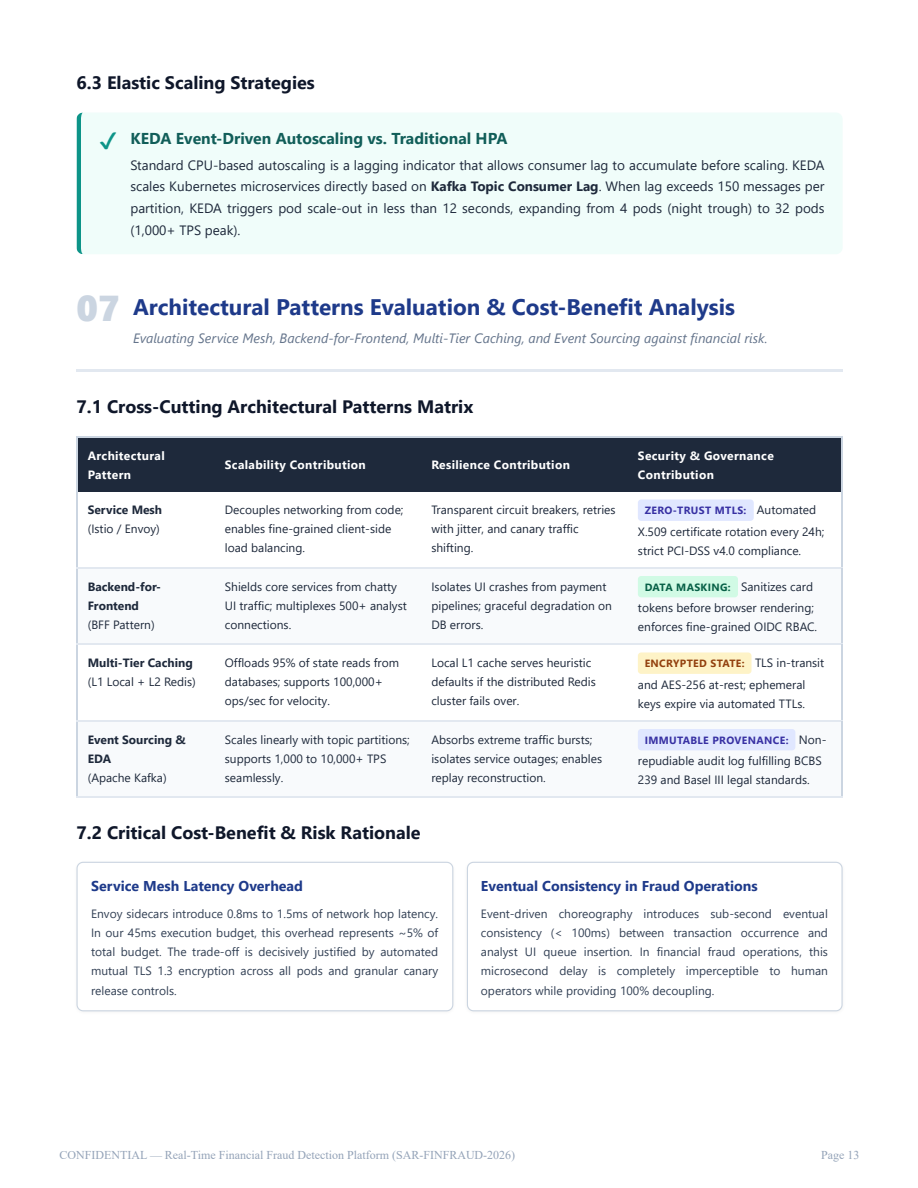 6.3 Elastic Scaling Strategies
✓ KEDA Event-Driven Autoscaling vs. Traditional HPA
Standard CPU-based autoscaling is a lagging indicator that allows consumer lag to accumulate before scaling. KEDA
scales Kubernetes microservices directly based on Kafka Topic Consumer Lag. When lag exceeds 150 messages per
partition, KEDA triggers pod scale-out in less than 12 seconds, expanding from 4 pods (night trough) to 32 pods
(1,000+ TPS peak).
07 Architectural Patterns Evaluation & Cost-Benefit Analysis
Evaluating Service Mesh, Backend-for-Frontend, Multi-Tier Caching, and Event Sourcing against financial risk.
7.1 Cross-Cutting Architectural Patterns Matrix
Architectural
Pattern
Scalability Contribution
Resilience Contribution
Security & Governance
Contribution
Service Mesh
(Istio / Envoy)
Decouples networking from code;
enables fine-grained client-side
load balancing.
Transparent circuit breakers, retries
with jitter, and canary traffic
shifting.
ZERO-TRUST MTLS: Automated
X.509 certificate rotation every 24h;
strict PCI-DSS v4.0 compliance.
Backend-for-
Frontend
(BFF Pattern)
Shields core services from chatty
UI traffic; multiplexes 500+ analyst
connections.
Isolates UI crashes from payment
pipelines; graceful degradation on
DB errors.
DATA MASKING: Sanitizes card
tokens before browser rendering;
enforces fine-grained OIDC RBAC.
Multi-Tier Caching
(L1 Local + L2 Redis)
Offloads 95% of state reads from
databases; supports 100,000+
ops/sec for velocity.
Local L1 cache serves heuristic
defaults if the distributed Redis
cluster fails over.
ENCRYPTED STATE: TLS in-transit
and AES-256 at-rest; ephemeral
keys expire via automated TTLs.
Event Sourcing &
EDA
(Apache Kafka)
Scales linearly with topic partitions;
supports 1,000 to 10,000+ TPS
seamlessly.
Absorbs extreme traffic bursts;
isolates service outages; enables
replay reconstruction.
IMMUTABLE PROVENANCE: Non-
repudiable audit log fulfilling BCBS
239 and Basel III legal standards.
7.2 Critical Cost-Benefit & Risk Rationale
Service Mesh Latency Overhead
Envoy sidecars introduce 0.8ms to 1.5ms of network hop latency.
In our 45ms execution budget, this overhead represents ~5% of
total budget. The trade-off is decisively justified by automated
mutual TLS 1.3 encryption across all pods and granular canary
release controls.
Eventual Consistency in Fraud Operations
Event-driven choreography introduces sub-second eventual
consistency (< 100ms) between transaction occurrence and
analyst UI queue insertion. In financial fraud operations, this
microsecond delay is completely imperceptible to human
operators while providing 100% decoupling.
CONFIDENTIAL — Real-Time Financial Fraud Detection Platform (SAR-FINFRAUD-2026)
Page 13